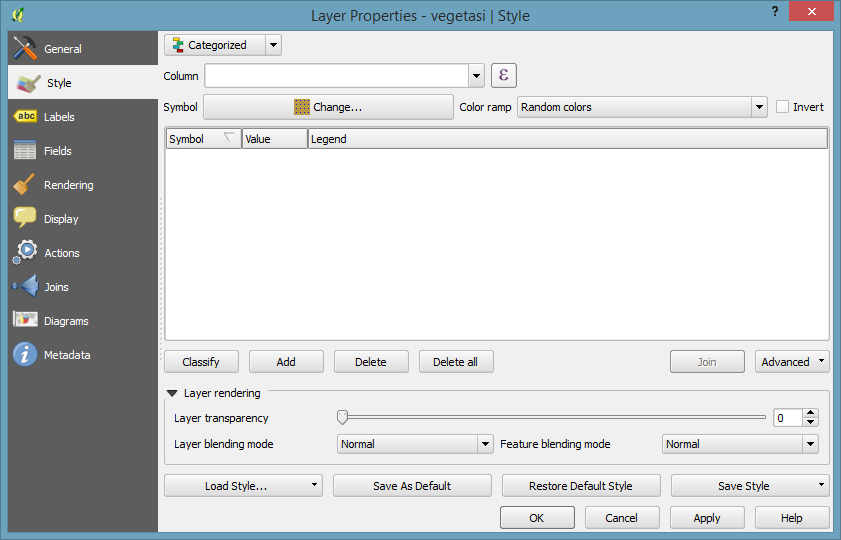 Layer Properties - vegetasi | Style
?
General
Style
abc Labels
Fields
Rendering
Display
Actions
Joins
Diagrams
Metadata
Categorized
Column
ε
Symbol Change... Color ramp Random colors Invert
Symbol Value Legend
Classify Add Delete Delete all Join Advanced
Layer rendering
Layer transparency 0
Layer blending mode Normal Feature blending mode Normal
Load Style... Save As Default Restore Default Style Save Style
OK Cancel Apply Help